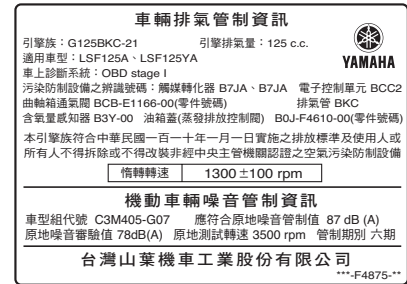 車輛排氣管制資訊
引擎族：G125BKC-21 引擎排氣量：125 c.c.
YAMAHA
適用車型：LSF125A、LSF125YA
車上診斷系統：OBD stage I
污染防制設備之辨識號碼：觸媒轉化器 B7JA、B7JA 電子控制單元 BCC2
曲軸箱通氣閥 BCB-E1166-00(零件號碼) 排氣管 BKC
含氧量感知器 B3Y-00 油箱蓋(蒸發排放控制閥) B0J-F4610-00(零件號碼)
本引擎族符合中華民國一百一十年一月一日實施之排放標準及使用人或
所有人不得拆除或不得改裝非經中央主管機關認證之空氣污染防制設備
惰轉轉速 1300±100 rpm
機動車輛噪音管制資訊
車型組代號 C3M405-G07 應符合原地噪音管制值 87 dB (A)
原地噪音審驗值 78dB(A) 原地測試轉速 3500 rpm 管制期別 六期
台灣山葉機車工業股份有限公司
***-F4875-**